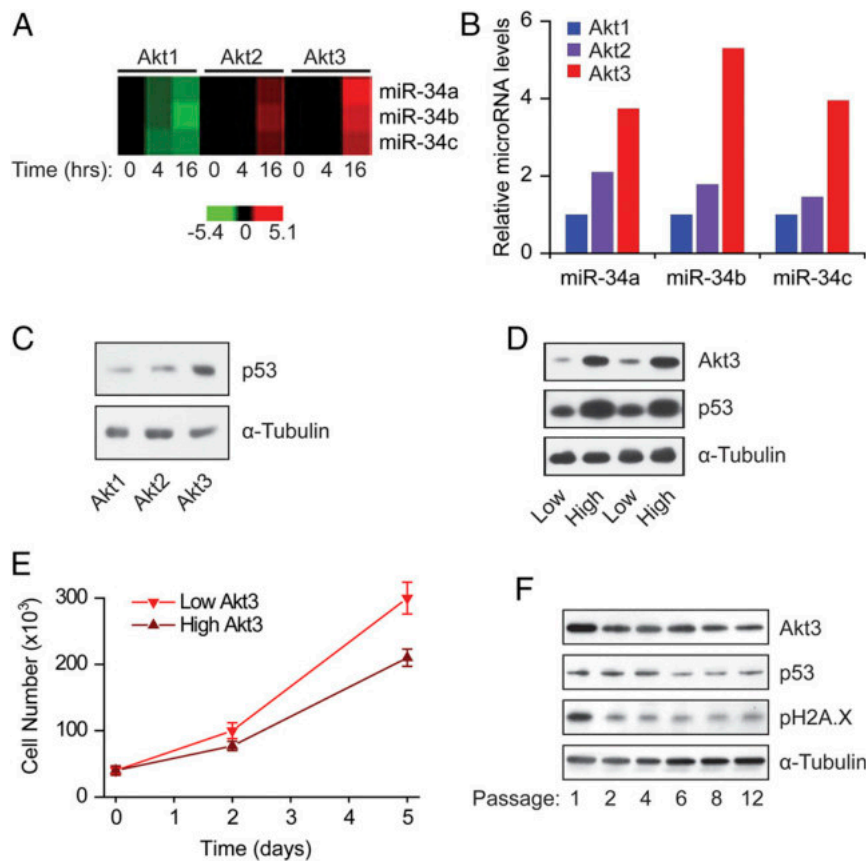 A
Akt1 Akt2 Akt3
miR-34a
miR-34b
miR-34c
Time (hrs): 0 4 16 0 4 16 0 4 16
-5.4 0 5.1
B
Relative microRNA levels
6
4
2
0
Akt1
Akt2
Akt3
miR-34a miR-34b miR-34c
C
p53
α-Tubulin
Akt1 Akt2 Akt3
D
Akt3
p53
α-Tubulin
Low High Low High
E
Cell Number (x10³)
300
200
100
0
Low Akt3
High Akt3
0 1 2 3 4 5
Time (days)
F
Akt3
p53
pH2A.X
α-Tubulin
Passage: 1 2 4 6 8 12